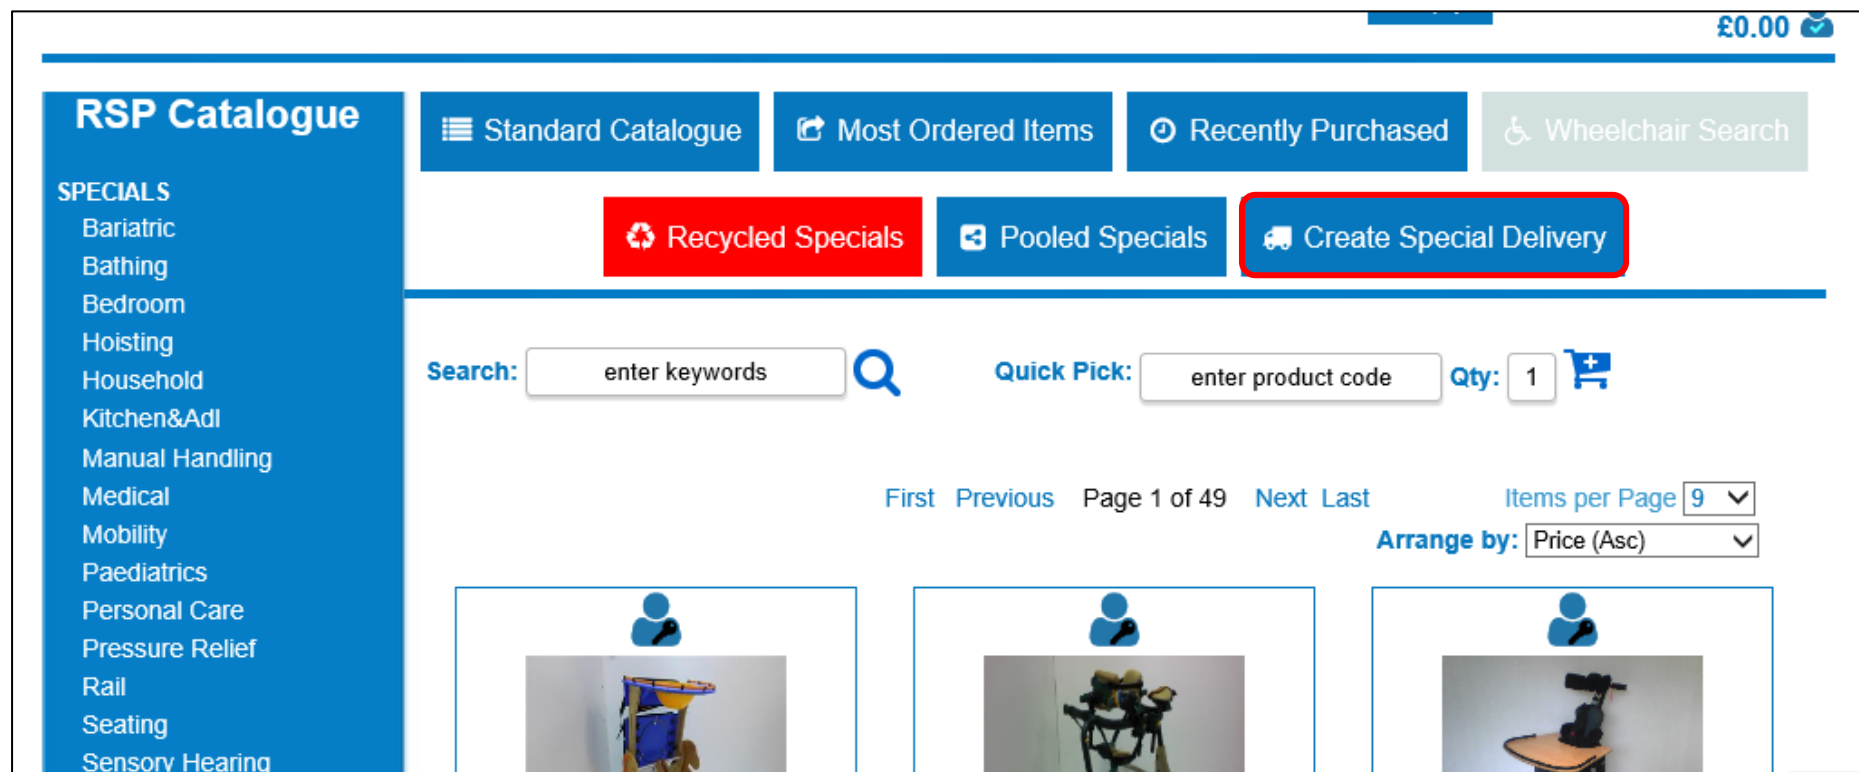 £0.00
RSP Catalogue
Standard Catalogue
Most Ordered Items
Recently Purchased
Wheelchair Search
Recycled Specials
Pooled Specials
Create Special Delivery
SPECIALS
Bariatric
Bathing
Bedroom
Hoisting
Household
Kitchen&Adl
Manual Handling
Medical
Mobility
Paediatrics
Personal Care
Pressure Relief
Rail
Seating
Sensory Hearing
Search: enter keywords
Quick Pick: enter product code Qty: 1
First Previous Page 1 of 49 Next Last
Items per Page 9
Arrange by: Price (Asc)